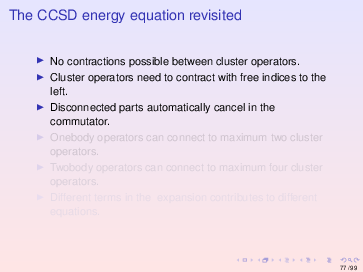 The CCSD energy equation revisited
No contractions possible between cluster operators.
Cluster operators need to contract with free indices to the
left.
Disconnected parts automatically cancel in the
commutator.
Onebody operators can connect to maximum two cluster
operators.
Twobody operators can connect to maximum four cluster
operators.
Different terms in the expansion contributes to different
equations.
77 / 99